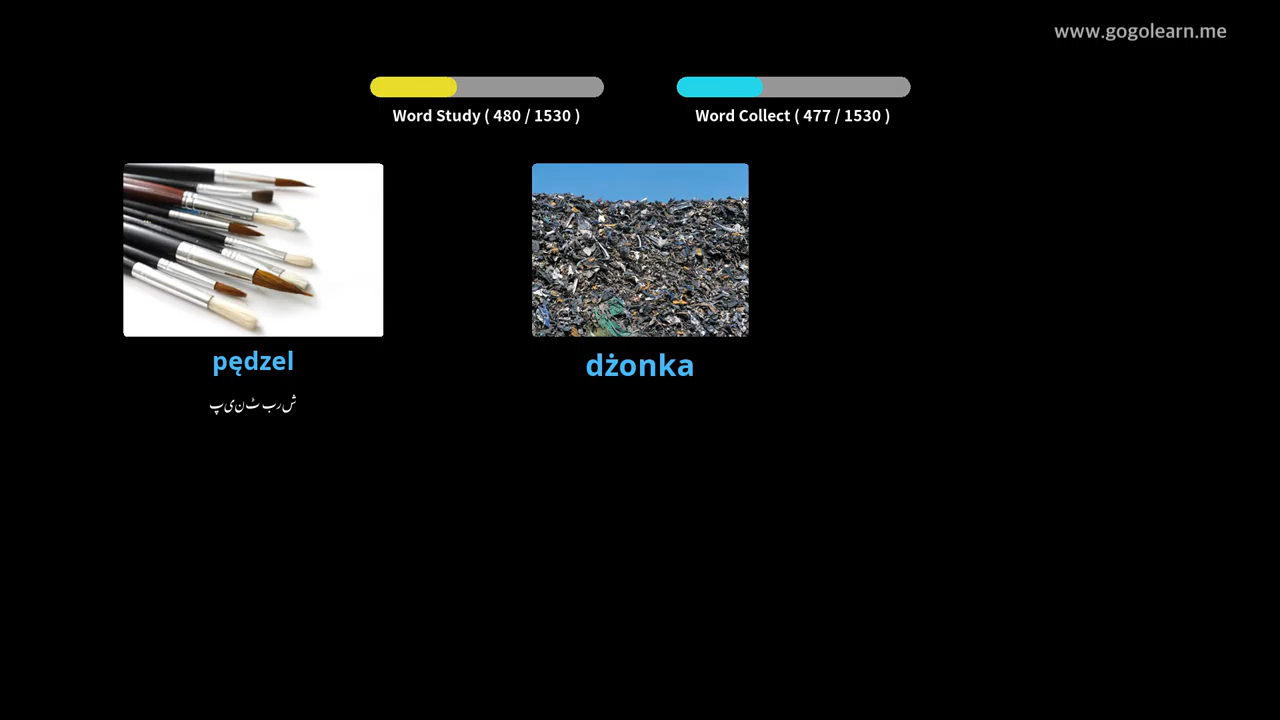 www.gogolearn.me
Word Study ( 480 / 1530 )
Word Collect ( 477 / 1530 )
pędzel
dżonka
پینٹ برش